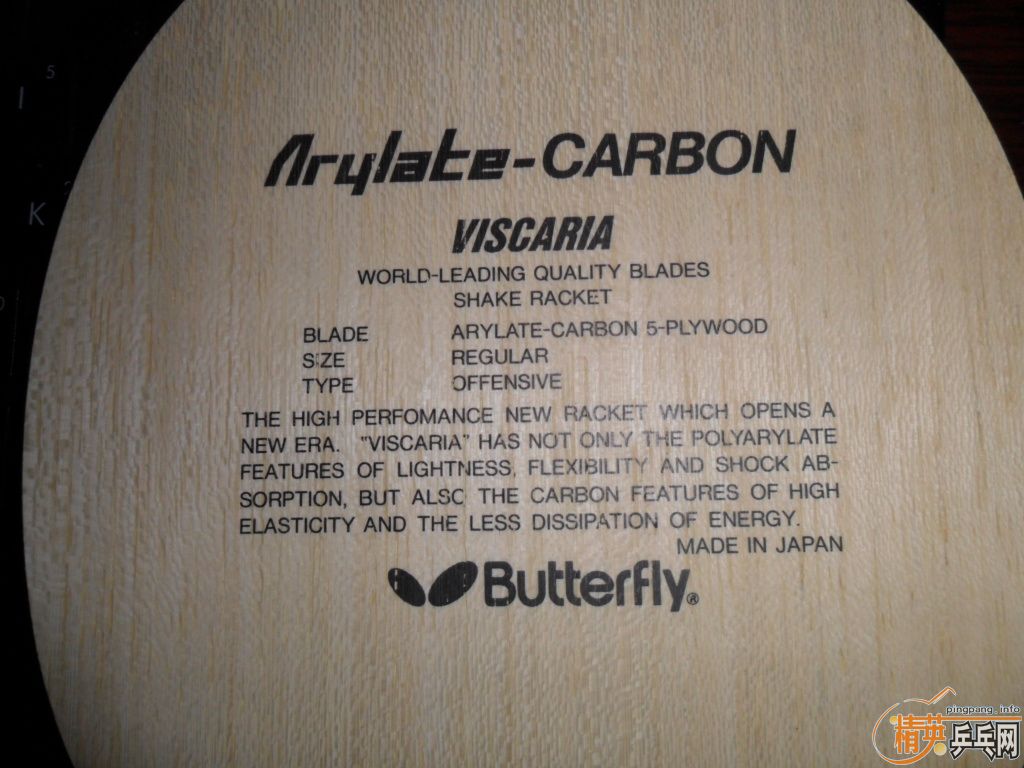 Arylate-CARBON
VISCARIA
WORLD-LEADING QUALITY BLADES
SHAKE RACKET
BLADE ARYLATE-CARBON 5-PLYWOOD
SIZE REGULAR
TYPE OFFENSIVE
THE HIGH PERFOMANCE NEW RACKET WHICH OPENS A
NEW ERA. "VISCARIA" HAS NOT ONLY THE POLYARYLATE
FEATURES OF LIGHTNESS, FLEXIBILITY AND SHOCK AB-
SORPTION, BUT ALSO THE CARBON FEATURES OF HIGH
ELASTICITY AND THE LESS DISSIPATION OF ENERGY.
MADE IN JAPAN
Butterfly®
5
K
pingpang.info
精英乒乓网